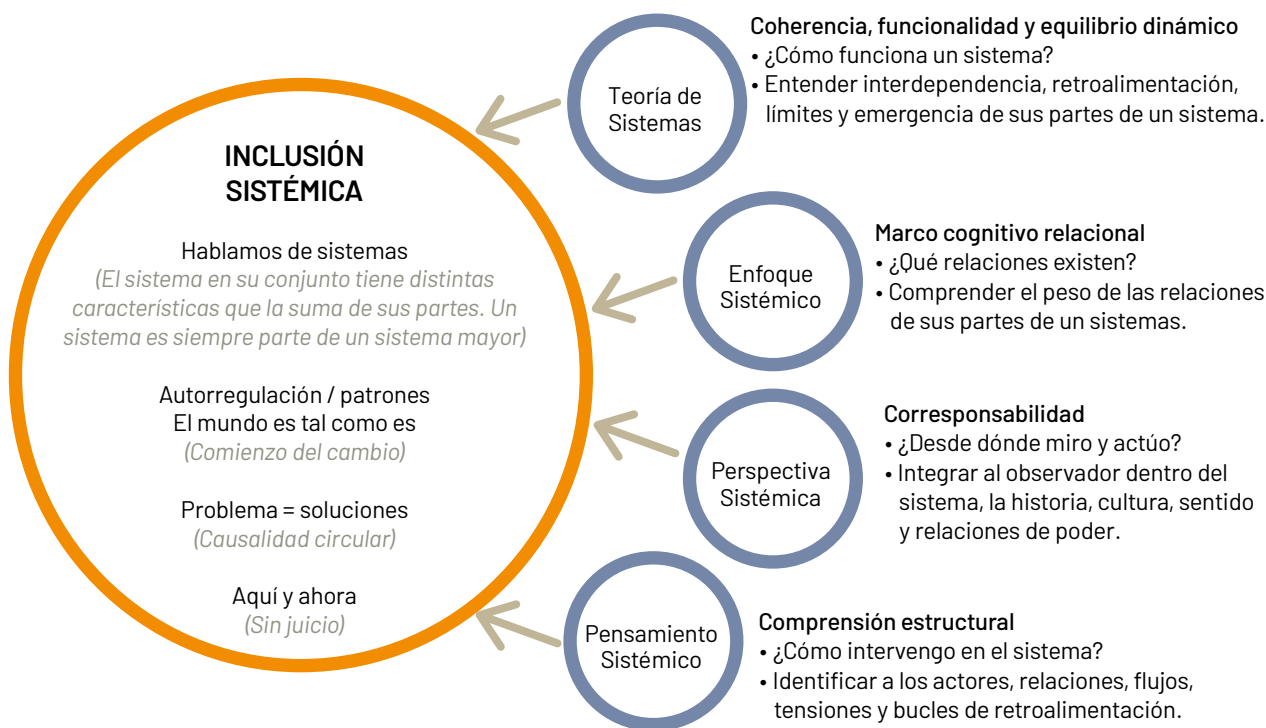 INCLUSIÓN
SISTÉMICA
Hablamos de sistemas
(El sistema en su conjunto tiene distintas
características que la suma de sus partes. Un
sistema es siempre parte de un sistema mayor)
Autorregulación / patrones
El mundo es tal como es
(Comienzo del cambio)
Problema = soluciones
(Causalidad circular)
Aquí y ahora
(Sin juicio)
Teoría de
Sistemas
Coherencia, funcionalidad y equilibrio dinámico
• ¿Cómo funciona un sistema?
• Entender interdependencia, retroalimentación,
límites y emergencia de sus partes de un sistema.
Enfoque
Sistémico
Marco cognitivo relacional
• ¿Qué relaciones existen?
• Comprender el peso de las relaciones
de sus partes de un sistemas.
Perspectiva
Sistémica
Corresponsabilidad
• ¿Desde dónde miro y actúo?
• Integrar al observador dentro del
sistema, la historia, cultura, sentido
y relaciones de poder.
Pensamiento
Sistémico
Comprensión estructural
• ¿Cómo intervengo en el sistema?
• Identificar a los actores, relaciones, flujos,
tensiones y bucles de retroalimentación.